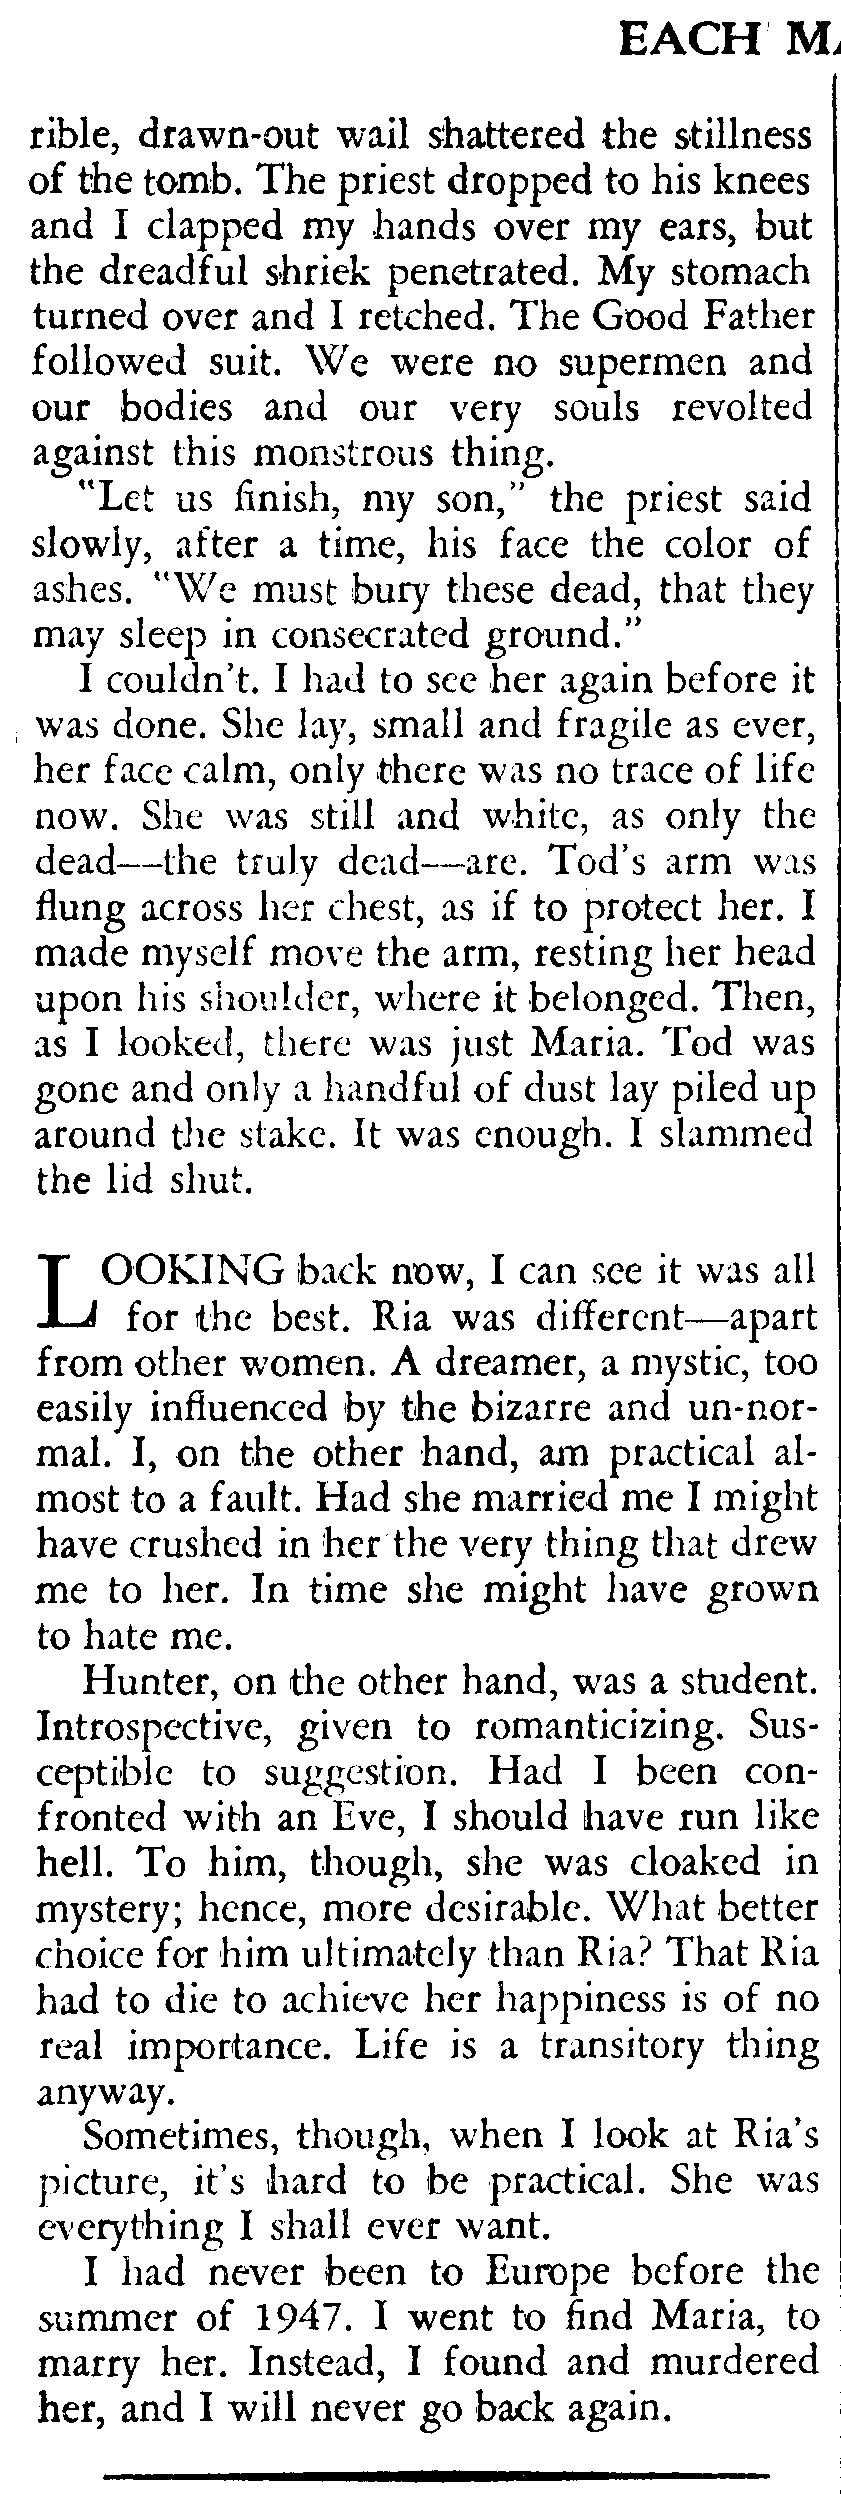 EACH MA
rible, drawn-out wail shattered the stillness
of the tomb. The priest dropped to his knees
and I clapped my hands over my ears, but
the dreadful shriek penetrated. My stomach
turned over and I retched. The Good Father
followed suit. We were no supermen and
our bodies and our very souls revolted
against this monstrous thing.
"Let us finish, my son," the priest said
slowly, after a time, his face the color of
ashes. "We must bury these dead, that they
may sleep in consecrated ground."
I couldn't. I had to see her again before it
was done. She lay, small and fragile as ever,
her face calm, only there was no trace of life
now. She was still and white, as only the
dead—the truly dead—are. Tod's arm was
flung across her chest, as if to protect her. I
made myself move the arm, resting her head
upon his shoulder, where it belonged. Then,
as I looked, there was just Maria. Tod was
gone and only a handful of dust lay piled up
around the stake. It was enough. I slammed
the lid shut.
LOOKING back now, I can see it was all
for the best. Ria was different—apart
from other women. A dreamer, a mystic, too
easily influenced by the bizarre and un-nor-
mal. I, on the other hand, am practical al-
most to a fault. Had she married me I might
have crushed in her the very thing that drew
me to her. In time she might have grown
to hate me.
Hunter, on the other hand, was a student.
Introspective, given to romanticizing. Sus-
ceptible to suggestion. Had I been con-
fronted with an Eve, I should have run like
hell. To him, though, she was cloaked in
mystery; hence, more desirable. What better
choice for him ultimately than Ria? That Ria
had to die to achieve her happiness is of no
real importance. Life is a transitory thing
anyway.
Sometimes, though, when I look at Ria's
picture, it's hard to be practical. She was
everything I shall ever want.
I had never been to Europe before the
summer of 1947. I went to find Maria, to
marry her. Instead, I found and murdered
her, and I will never go back again.